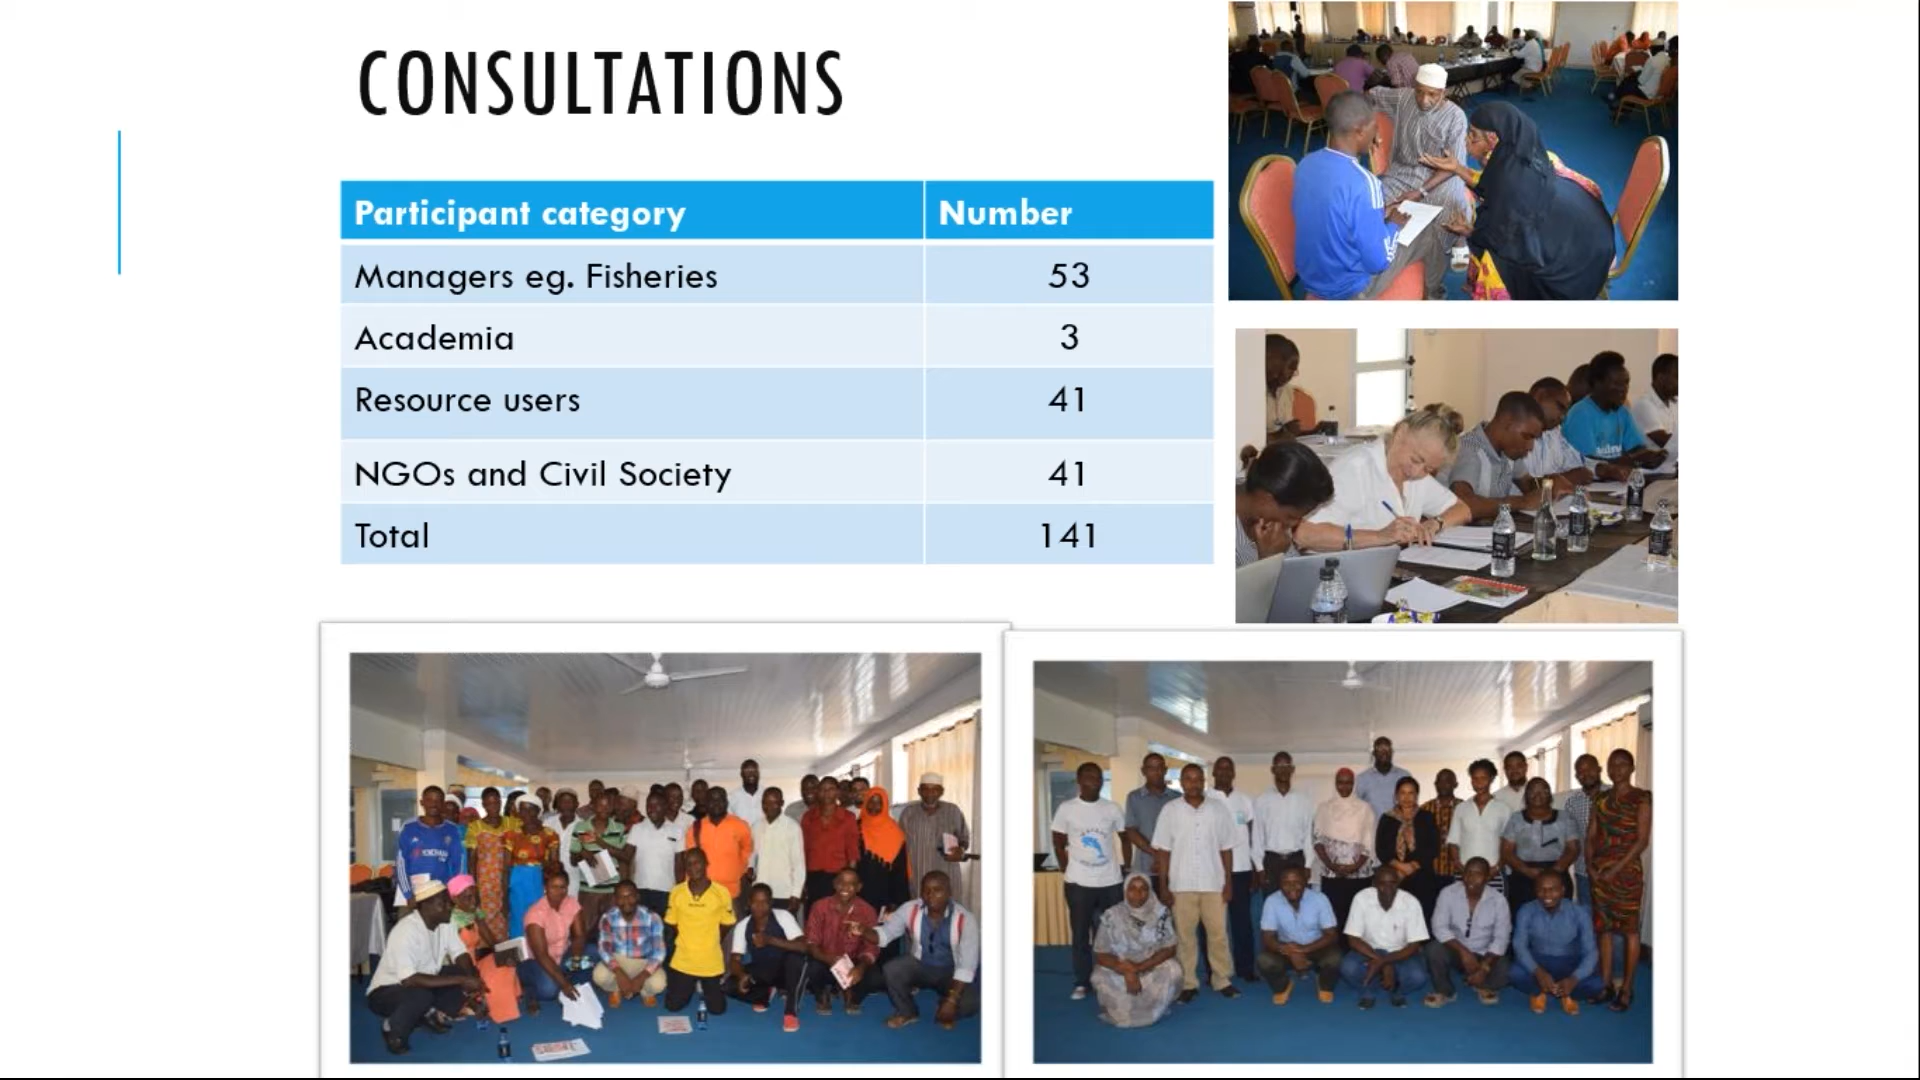 CONSULTATIONS
Participant category Number
Managers eg. Fisheries 53
Academia 3
Resource users 41
NGOs and Civil Society 41
Total 141